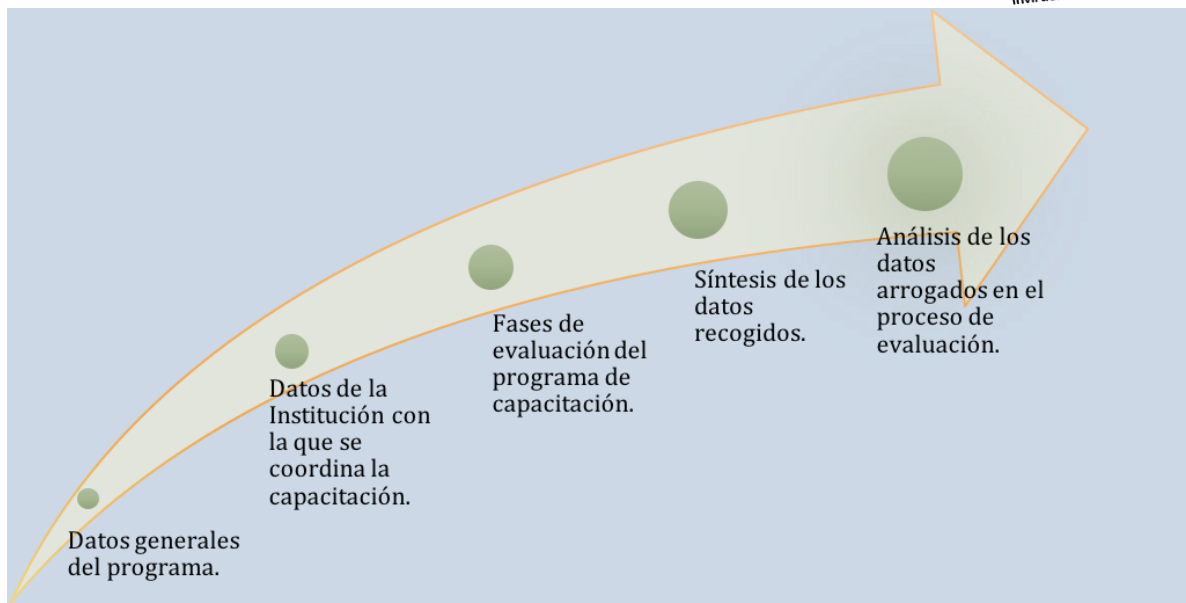 Datos generales
del programa.
Datos de la
Institución con
la que se
coordina la
capacitación.
Fases de
evaluación del
programa de
capacitación.
Síntesis de los
datos
recogidos.
Análisis de los
datos
arrogados en el
proceso de
evaluación.